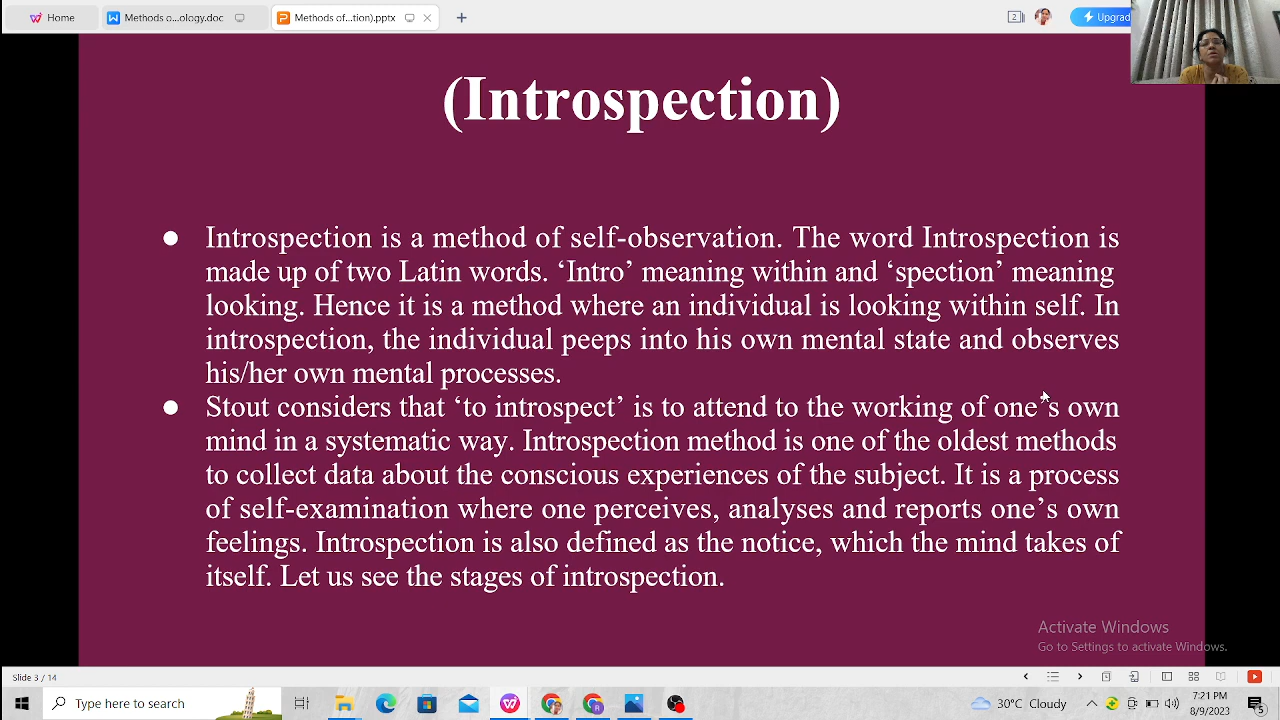 Home
Methods o...ology.doc
Methods of...tion).pptx
2
Upgrad
(Introspection)
● Introspection is a method of self-observation. The word Introspection is
made up of two Latin words. ‘Intro’ meaning within and ‘spection’ meaning
looking. Hence it is a method where an individual is looking within self. In
introspection, the individual peeps into his own mental state and observes
his/her own mental processes.
● Stout considers that ‘to introspect’ is to attend to the working of one’s own
mind in a systematic way. Introspection method is one of the oldest methods
to collect data about the conscious experiences of the subject. It is a process
of self-examination where one perceives, analyses and reports one’s own
feelings. Introspection is also defined as the notice, which the mind takes of
itself. Let us see the stages of introspection.
Activate Windows
Go to Settings to activate Windows.
Slide 3 / 14
Type here to search
30°C Cloudy
7:21 PM
8/9/2023
5